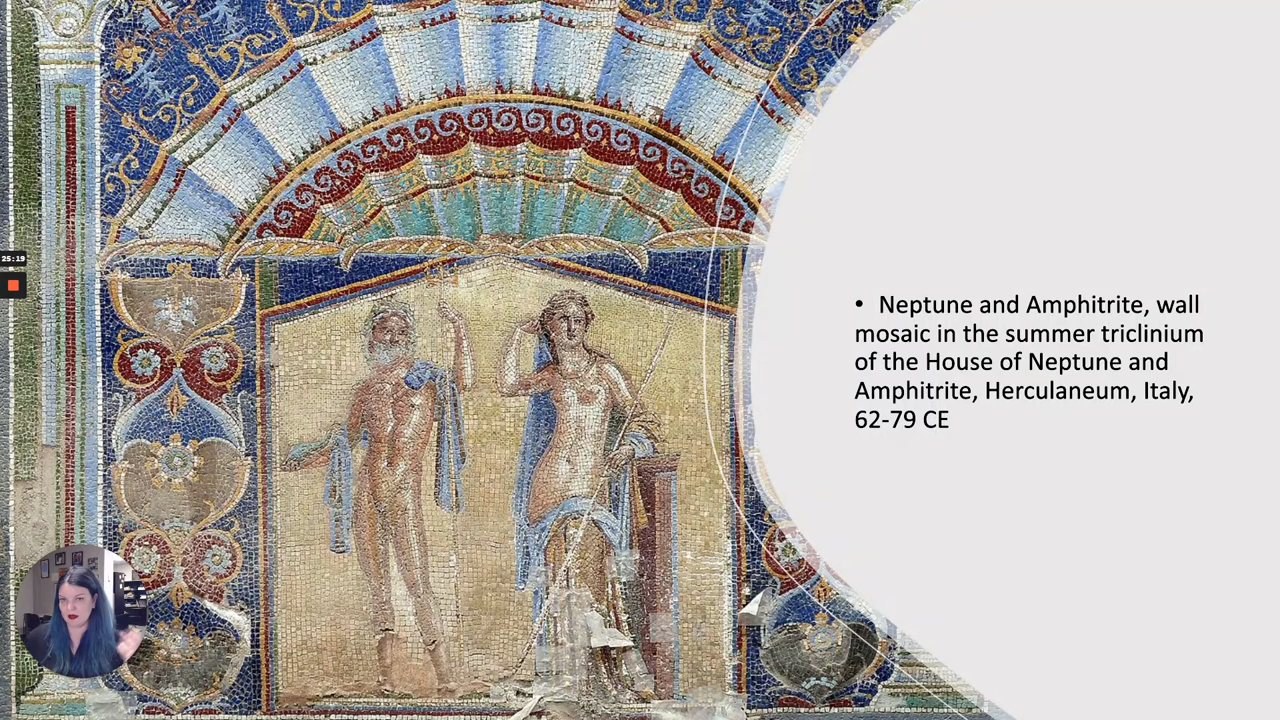 25:19
• Neptune and Amphitrite, wall
mosaic in the summer triclinium
of the House of Neptune and
Amphitrite, Herculaneum, Italy,
62-79 CE